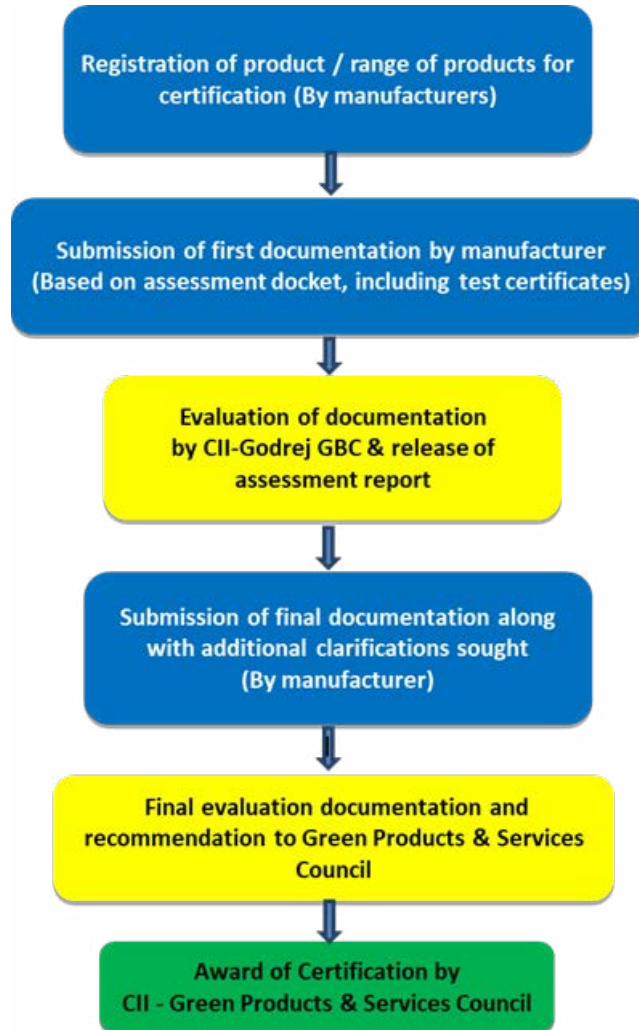 Registration of product / range of products for
certification (By manufacturers)
Submission of first documentation by manufacturer
(Based on assessment docket, including test certificates)
Evaluation of documentation
by CII-Godrej GBC & release of
assessment report
Submission of final documentation along
with additional clarifications sought
(By manufacturer)
Final evaluation documentation and
recommendation to Green Products & Services
Council
Award of Certification by
CII - Green Products & Services Council